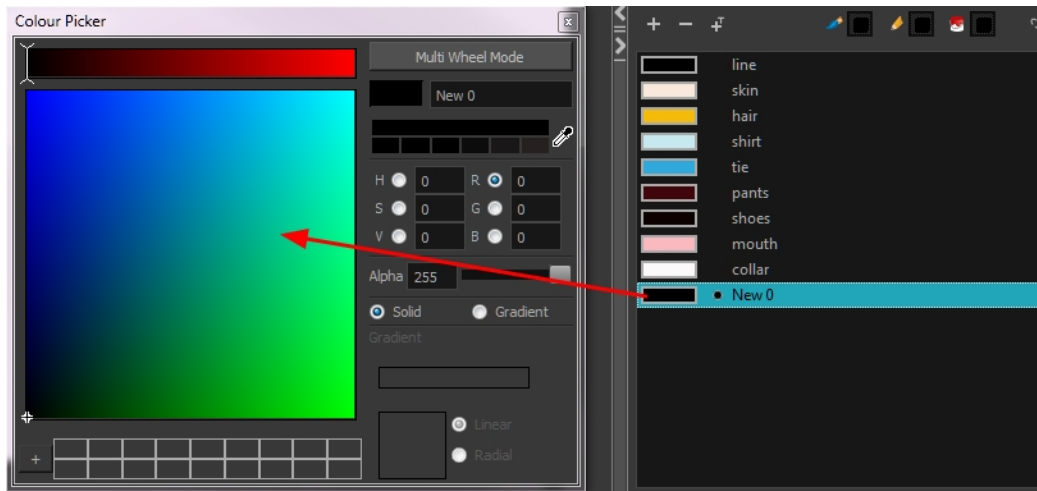 Colour Picker
Multi Wheel Mode
New 0
H 0 R 0
S 0 G 0
V 0 B 0
Alpha 255
Solid Gradient
Gradient
Linear
Radial
+
+ − +T
line
skin
hair
shirt
tie
pants
shoes
mouth
collar
New 0